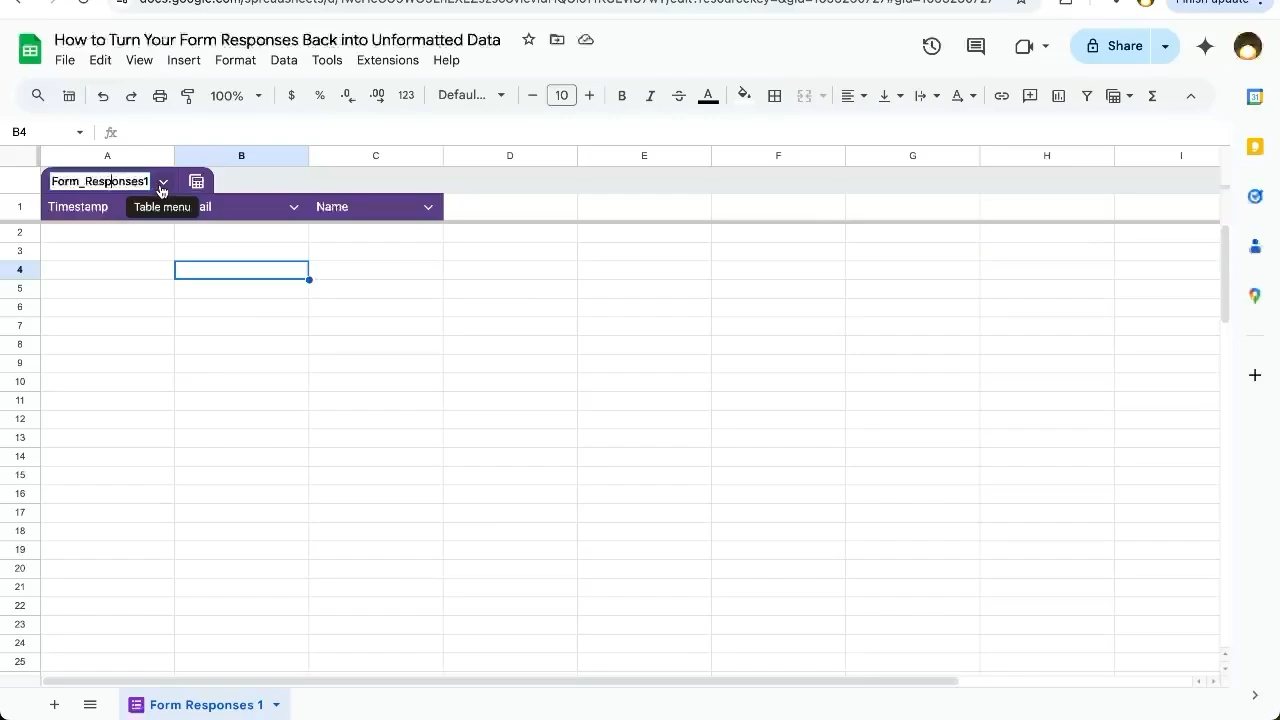 How to Turn Your Form Responses Back into Unformatted Data
File Edit View Insert Format Data Tools Extensions Help
Share
100% $ % .0 .00 123 Defaul... 10 B I A
B4 fx
A B C D E F G H I
Form_Responses1
1 Timestamp ail Name
Table menu
2
3
4
5
6
7
8
9
10
11
12
13
14
15
16
17
18
19
20
21
22
23
24
25
Form Responses 1